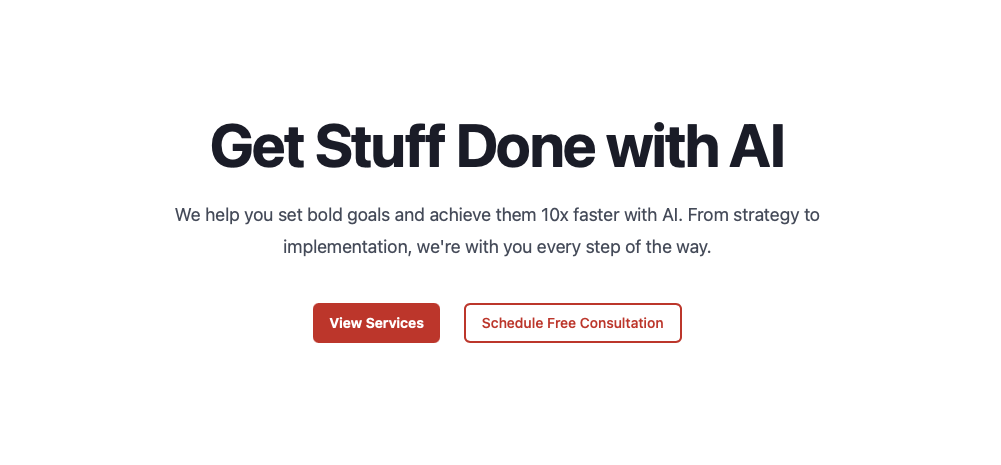 Get Stuff Done with AI
We help you set bold goals and achieve them 10x faster with AI. From strategy to
implementation, we're with you every step of the way.
View Services
Schedule Free Consultation